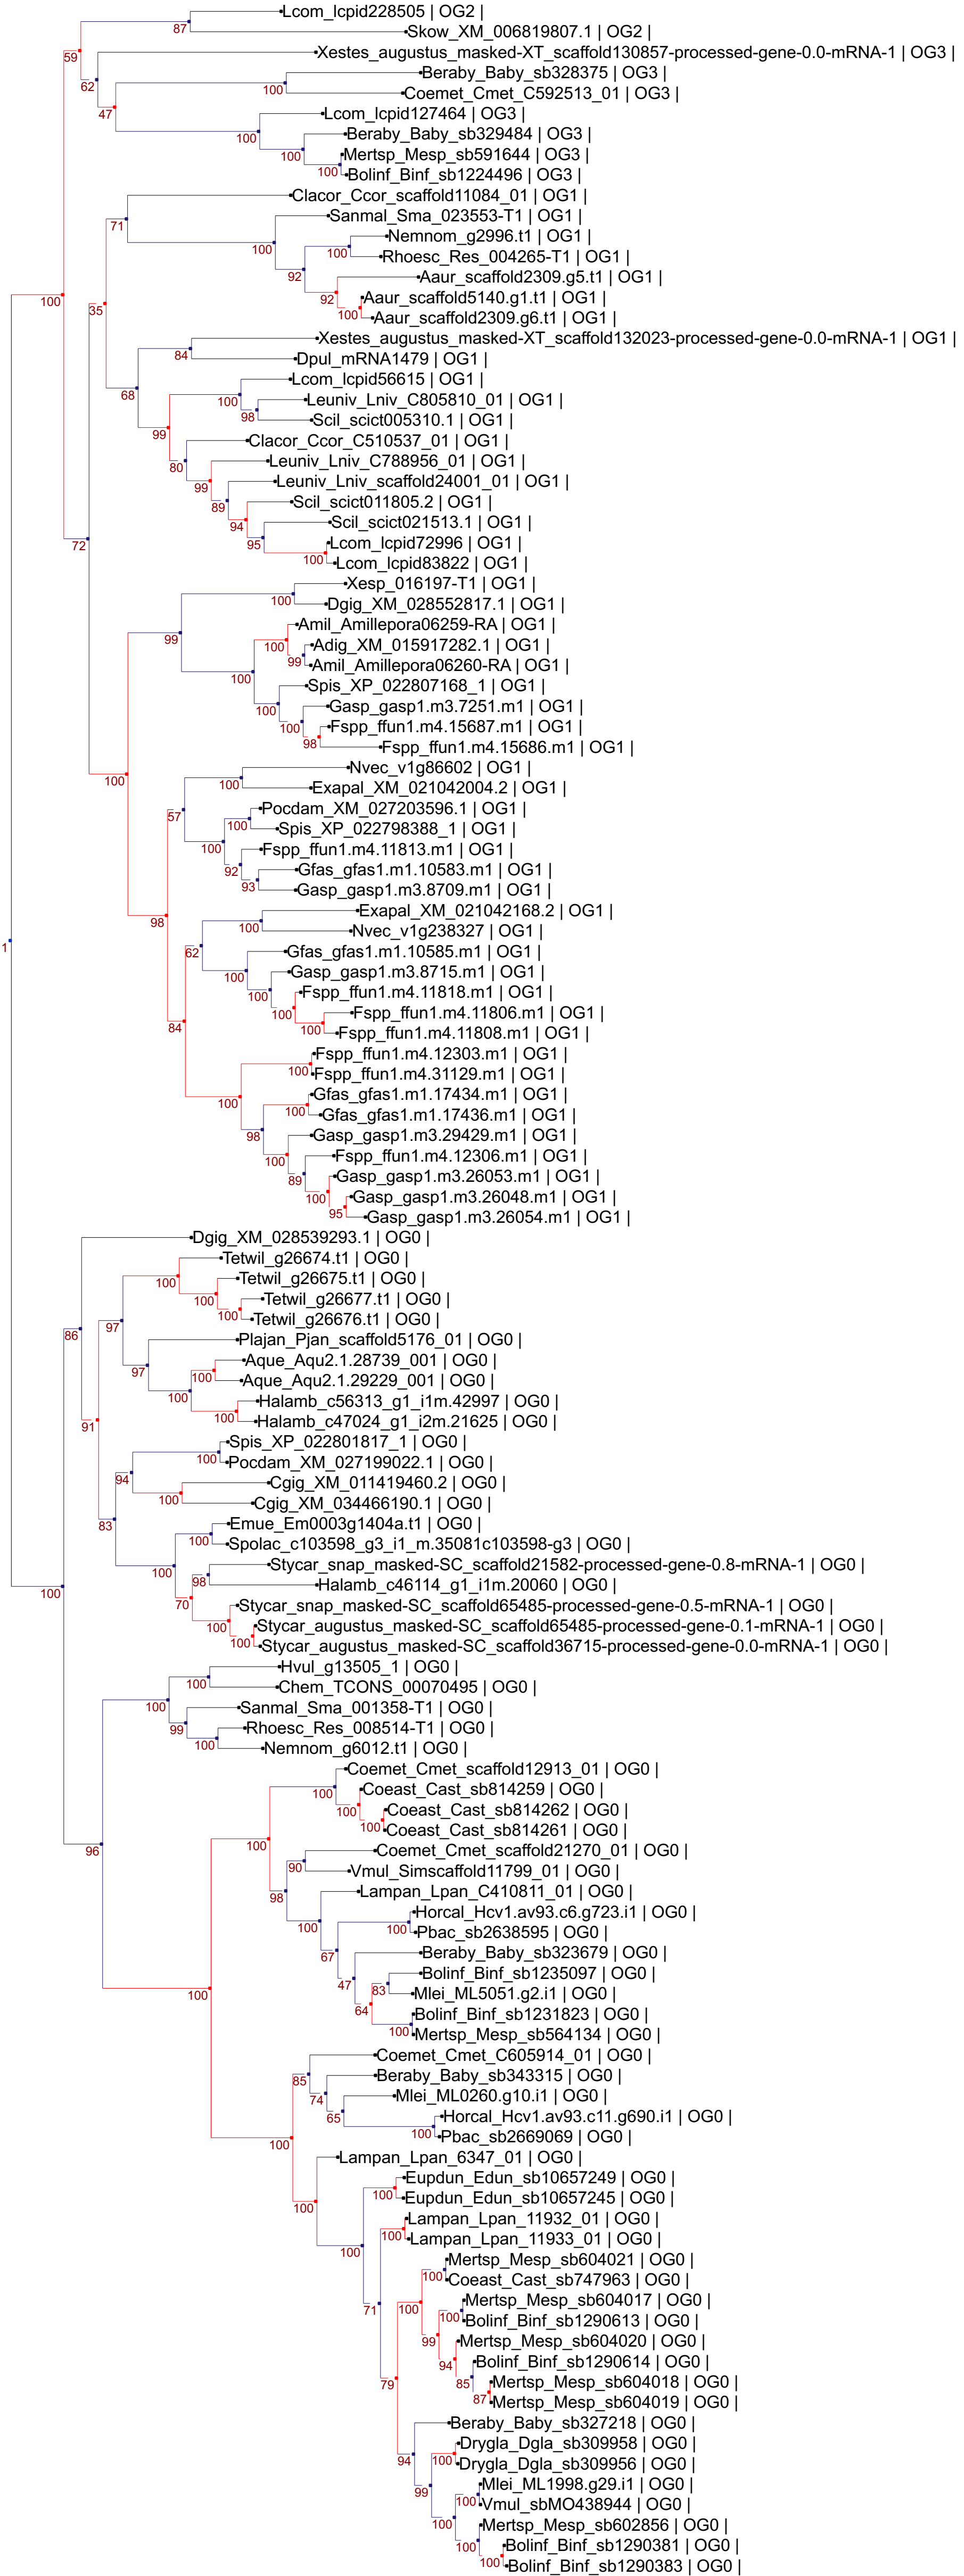 Lcom_lcpid228505 | OG2 |
87
Skow_XM_006819807.1 | OG2 |
59
Xestes_augustus_masked-XT_scaffold130857-processed-gene-0.0-mRNA-1 | OG3 |
62
Beraby_Baby_sb328375 | OG3 |
100
Coemet_Cmet_C592513_01 | OG3 |
47
Lcom_lcpid127464 | OG3 |
100
Beraby_Baby_sb329484 | OG3 |
100
Mertsp_Mesp_sb591644 | OG3 |
100
Bolinf_Binf_sb1224496 | OG3 |
Clacor_Ccor_scaffold11084_01 | OG1 |
71
Sanmal_Sma_023553-T1 | OG1 |
100
Nemnom_g2996.t1 | OG1 |
100
Rhoesc_Res_004265-T1 | OG1 |
92
Aaur_scaffold2309.g5.t1 | OG1 |
92
Aaur_scaffold5140.g1.t1 | OG1 |
100
100
35
Aaur_scaffold2309.g6.t1 | OG1 |
Xestes_augustus_masked-XT_scaffold132023-processed-gene-0.0-mRNA-1 | OG1 |
84
Dpul_mRNA1479 | OG1 |
68
Lcom_lcpid56615 | OG1 |
100
Leuniv_Lniv_C805810_01 | OG1 |
98
Scil_scict005310.1 | OG1 |
99
Clacor_Ccor_C510537_01 | OG1 |
80
Leuniv_Lniv_C788956_01 | OG1 |
99
Leuniv_Lniv_scaffold24001_01 | OG1 |
89
Scil_scict011805.2 | OG1 |
94
Scil_scict021513.1 | OG1 |
95
Lcom_lcpid72996 | OG1 |
72
100
Lcom_lcpid83822 | OG1 |
Xesp_016197-T1 | OG1 |
100
Dgig_XM_028552817.1 | OG1 |
99
Amil_Amillepora06259-RA | OG1 |
100
Adig_XM_015917282.1 | OG1 |
99
Amil_Amillepora06260-RA | OG1 |
100
Spis_XP_022807168_1 | OG1 |
100
Gasp_gasp1.m3.7251.m1 | OG1 |
100
Fspp_ffun1.m4.15687.m1 | OG1 |
98
Fspp_ffun1.m4.15686.m1 | OG1 |
100
Nvec_v1g86602 | OG1 |
100
Exapal_XM_021042004.2 | OG1 |
57
Pocdam_XM_027203596.1 | OG1 |
100
Spis_XP_022798388_1 | OG1 |
100
Fspp_ffun1.m4.11813.m1 | OG1 |
92
Gfas_gfas1.m1.10583.m1 | OG1 |
93
Gasp_gasp1.m3.8709.m1 | OG1 |
98
Exapal_XM_021042168.2 | OG1 |
100
Nvec_v1g238327 | OG1 |
1
62
Gfas_gfas1.m1.10585.m1 | OG1 |
100
Gasp_gasp1.m3.8715.m1 | OG1 |
100
Fspp_ffun1.m4.11818.m1 | OG1 |
100
Fspp_ffun1.m4.11806.m1 | OG1 |
84
100
Fspp_ffun1.m4.11808.m1 | OG1 |
Fspp_ffun1.m4.12303.m1 | OG1 |
100
Fspp_ffun1.m4.31129.m1 | OG1 |
100
Gfas_gfas1.m1.17434.m1 | OG1 |
100
Gfas_gfas1.m1.17436.m1 | OG1 |
98
Gasp_gasp1.m3.29429.m1 | OG1 |
100
Fspp_ffun1.m4.12306.m1 | OG1 |
89
Gasp_gasp1.m3.26053.m1 | OG1 |
100
Gasp_gasp1.m3.26048.m1 | OG1 |
95
Gasp_gasp1.m3.26054.m1 | OG1 |
Dgig_XM_028539293.1 | OG0 |
Tetwil_g26674.t1 | OG0 |
100
Tetwil_g26675.t1 | OG0 |
100
Tetwil_g26677.t1 | OG0 |
100
Tetwil_g26676.t1 | OG0 |
97
86
Plajan_Pjan_scaffold5176_01 | OG0 |
97
Aque_Aqu2.1.28739_001 | OG0 |
100
Aque_Aqu2.1.29229_001 | OG0 |
100
Halamb_c56313_g1_i1m.42997 | OG0 |
100
Halamb_c47024_g1_i2m.21625 | OG0 |
91
Spis_XP_022801817_1 | OG0 |
100
Pocdam_XM_027199022.1 | OG0 |
94
Cgig_XM_011419460.2 | OG0 |
100
Cgig_XM_034466190.1 | OG0 |
83
Emue_Em0003g1404a.t1 | OG0 |
100
Spolac_c103598_g3_i1_m.35081c103598-g3 | OG0 |
100
Stycar_snap_masked-SC_scaffold21582-processed-gene-0.8-mRNA-1 | OG0 |
98
Halamb_c46114_g1_i1m.20060 | OG0 |
100
70
Stycar_snap_masked-SC_scaffold65485-processed-gene-0.5-mRNA-1 | OG0 |
100
Stycar_augustus_masked-SC_scaffold65485-processed-gene-0.1-mRNA-1 | OG0 |
100
Stycar_augustus_masked-SC_scaffold36715-processed-gene-0.0-mRNA-1 | OG0 |
Hvul_g13505_1 | OG0 |
100
Chem_TCONS_00070495 | OG0 |
100
Sanmal_Sma_001358-T1 | OG0 |
99
Rhoesc_Res_008514-T1 | OG0 |
100
Nemnom_g6012.t1 | OG0 |
Coemet_Cmet_scaffold12913_01 | OG0 |
100
Coeast_Cast_sb814259 | OG0 |
100
Coeast_Cast_sb814262 | OG0 |
100
Coeast_Cast_sb814261 | OG0 |
96
100
Coemet_Cmet_scaffold21270_01 | OG0 |
90
Vmul_Simscaffold11799_01 | OG0 |
98
Lampan_Lpan_C410811_01 | OG0 |
100
Horcal_Hcv1.av93.c6.g723.i1 | OG0 |
100
Pbac_sb2638595 | OG0 |
67
Beraby_Baby_sb323679 | OG0 |
47
Bolinf_Binf_sb1235097 | OG0 |
83
Mlei_ML5051.g2.i1 | OG0 |
100
64
Bolinf_Binf_sb1231823 | OG0 |
100
Mertsp_Mesp_sb564134 | OG0 |
Coemet_Cmet_C605914_01 | OG0 |
85
Beraby_Baby_sb343315 | OG0 |
74
Mlei_ML0260.g10.i1 | OG0 |
65
Horcal_Hcv1.av93.c11.g690.i1 | OG0 |
100
Pbac_sb2669069 | OG0 |
100
Lampan_Lpan_6347_01 | OG0 |
Eupdun_Edun_sb10657249 | OG0 |
100
Eupdun_Edun_sb10657245 | OG0 |
100
Lampan_Lpan_11932_01 | OG0 |
100
Lampan_Lpan_11933_01 | OG0 |
100
Mertsp_Mesp_sb604021 | OG0 |
100
Coeast_Cast_sb747963 | OG0 |
71
100
Mertsp_Mesp_sb604017 | OG0 |
100
Bolinf_Binf_sb1290613 | OG0 |
99
Mertsp_Mesp_sb604020 | OG0 |
94
Bolinf_Binf_sb1290614 | OG0 |
85
79
Mertsp_Mesp_sb604018 | OG0 |
87
Mertsp_Mesp_sb604019 | OG0 |
Beraby_Baby_sb327218 | OG0 |
94
Drygla_Dgla_sb309958 | OG0 |
100
Drygla_Dgla_sb309956 | OG0 |
99
Mlei_ML1998.g29.i1 | OG0 |
100
Vmul_sbMO438944 | OG0 |
100
Mertsp_Mesp_sb602856 | OG0 |
100
Bolinf_Binf_sb1290381 | OG0 |
100
Bolinf_Binf_sb1290383 | OG0 |